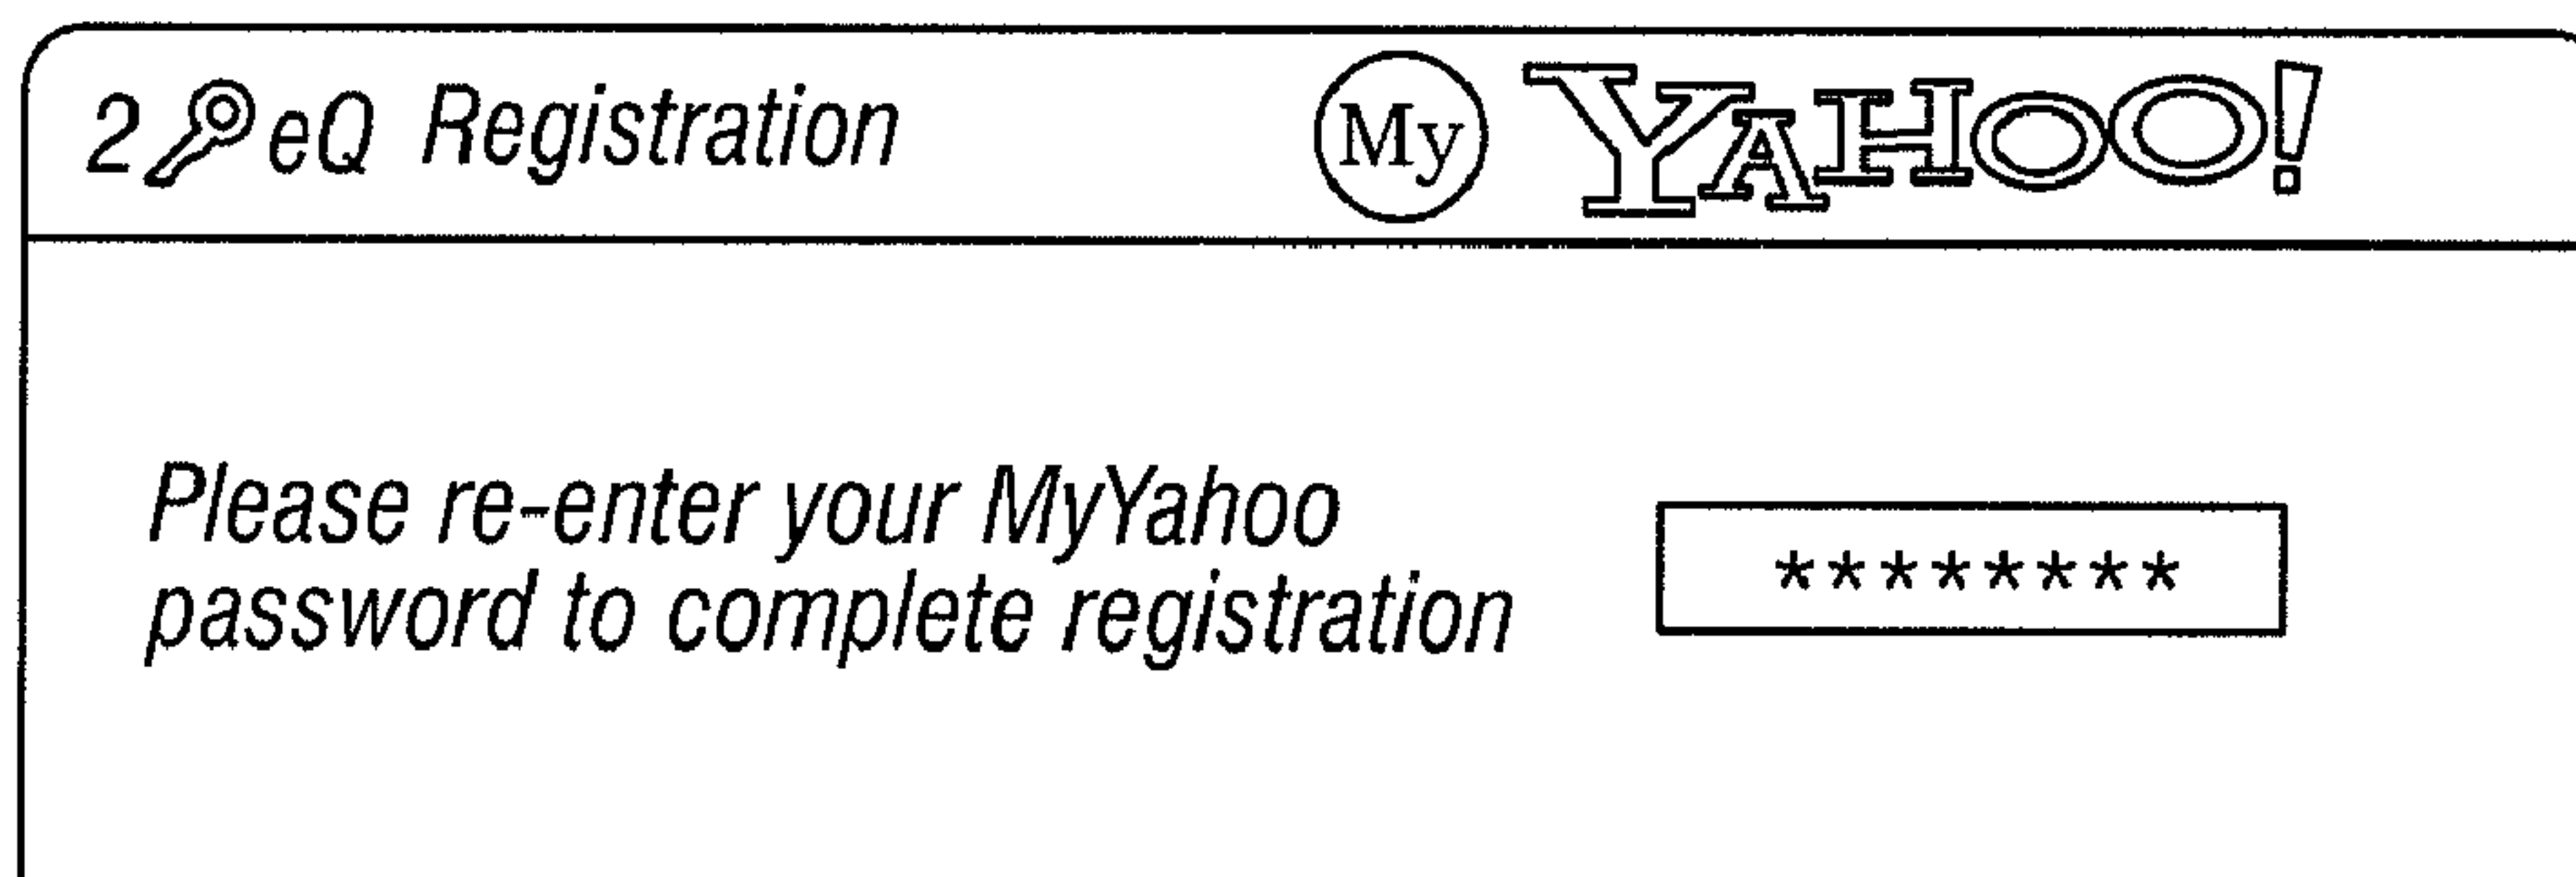 2 eQ Registration
My YAHOO!
Please re-enter your MyYahoo
password to complete registration
********